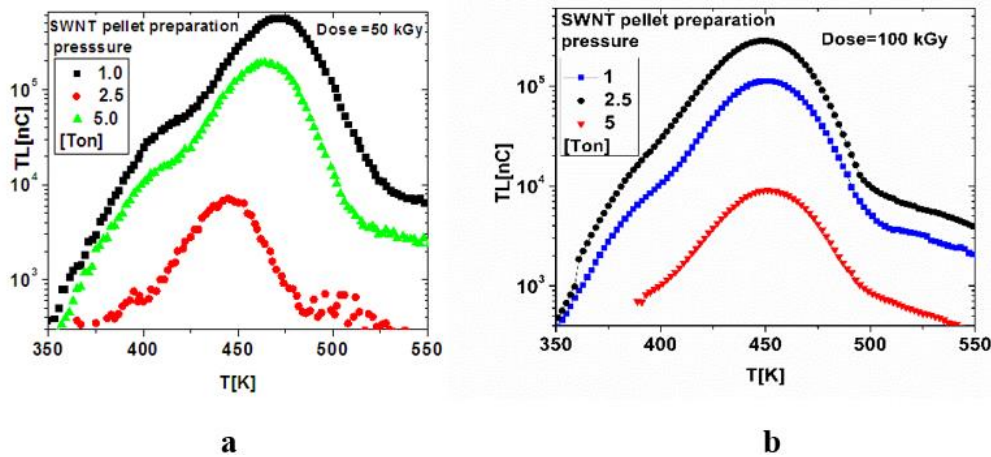 SWNT pellet preparation
presssure
Dose=50 kGy
1.0
2.5
5.0
[Ton]
TL[nC]
10^5
10^4
10^3
350 400 450 500 550
T[K]
a
SWNT pellet preparation
pressure
Dose=100 kGy
1
2.5
5
[Ton]
TL[nC]
10^5
10^4
10^3
350 400 450 500 550
T[K]
b